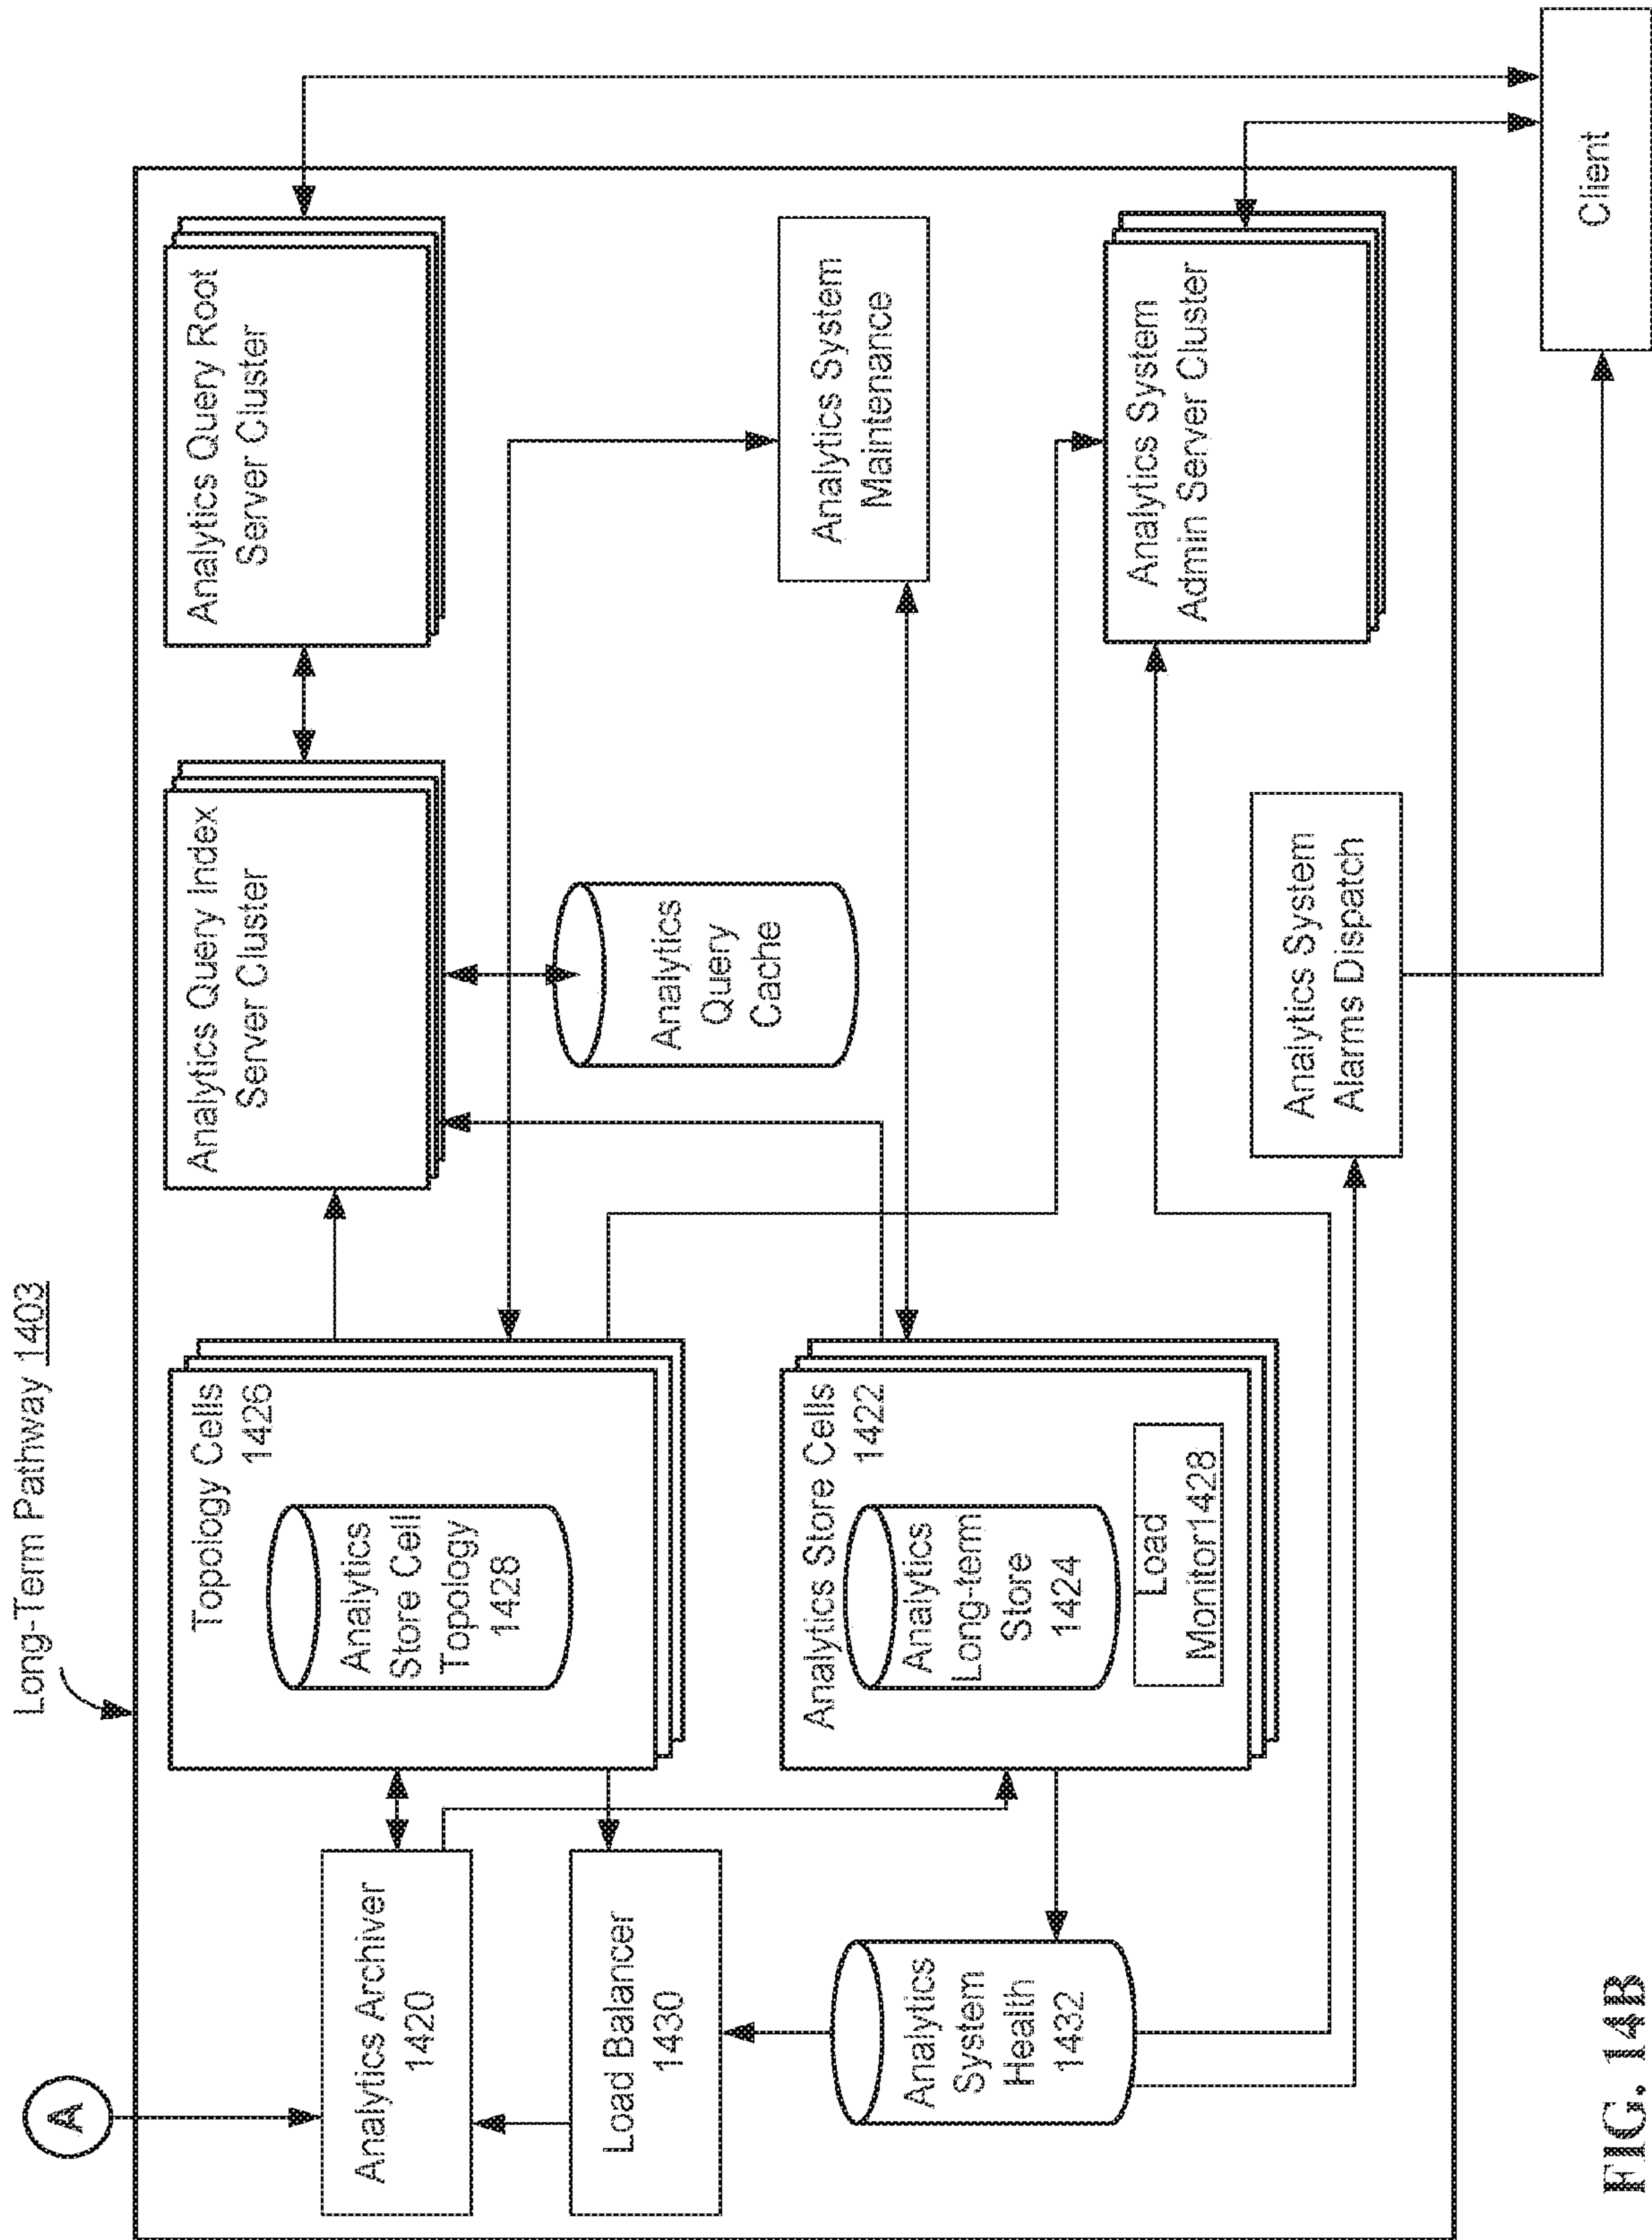 Long-Term Pathway 1403
A
Analytics Archiver
1420
Load Balancer
1430
Analytics
System
Health
1432
Topology Cells
1426
Analytics
Store Cell
Topology
1428
Analytics Store Cells
1422
Analytics
Long-term
Store
1424
Load
Monitor1428
Analytics Query Index
Server Cluster
Analytics
Query
Cache
Analytics System
Alarms Dispatch
Analytics Query Root
Server Cluster
Analytics System
Maintenance
Analytics System
Admin Server Cluster
Client
FIG. 14B